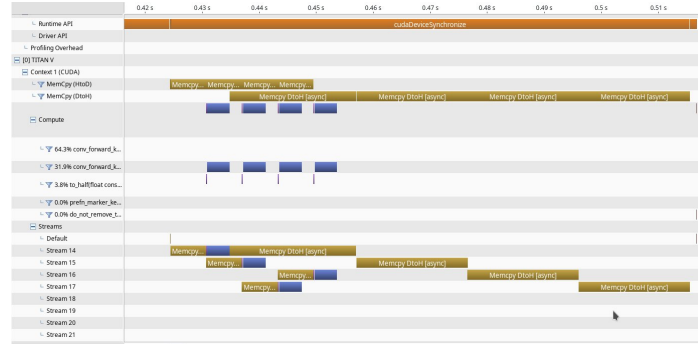 0.42 s 0.43 s 0.44 s 0.45 s 0.46 s 0.47 s 0.48 s 0.49 s 0.5 s 0.51 s
Runtime API cudaDeviceSynchronize
Driver API
Profiling Overhead
[0] TITAN V
Context 1 (CUDA)
MemCpy (HtoD) Memcpy... Memcpy... Memcpy... Memcpy...
MemCpy (DtoH) Memcpy DtoH [async] Memcpy DtoH [async] Memcpy DtoH [async] Memcpy DtoH [async]
Compute
64.3% conv_forward_k...
31.9% conv_forward_k...
3.8% to_half(float cons...
0.0% prefn_marker_ke...
0.0% do_not_remove_t...
Streams
Default
Stream 14 Memcpy... Memcpy DtoH [async]
Stream 15 Memcpy... Memcpy DtoH [async]
Stream 16 Memcpy... Memcpy DtoH [async]
Stream 17 Memcpy... Memcpy DtoH [async]
Stream 18
Stream 19
Stream 20
Stream 21